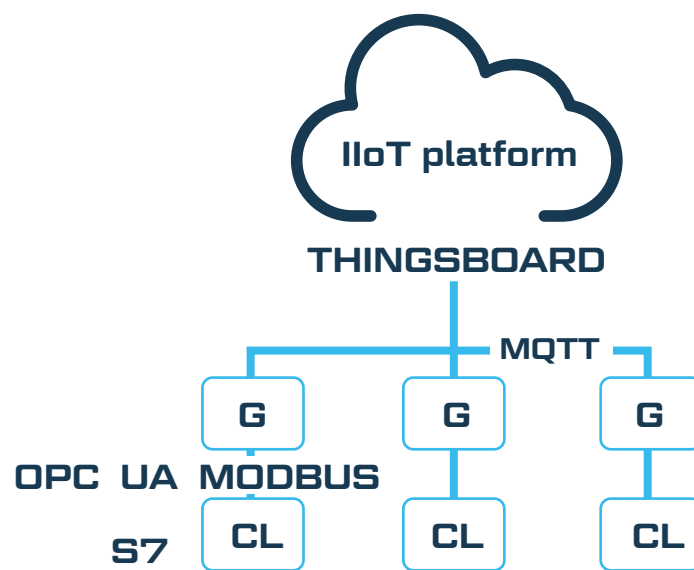 IIoT platform
THINGSBOARD
MQTT
G G G
OPC UA MODBUS
S7 CL CL CL